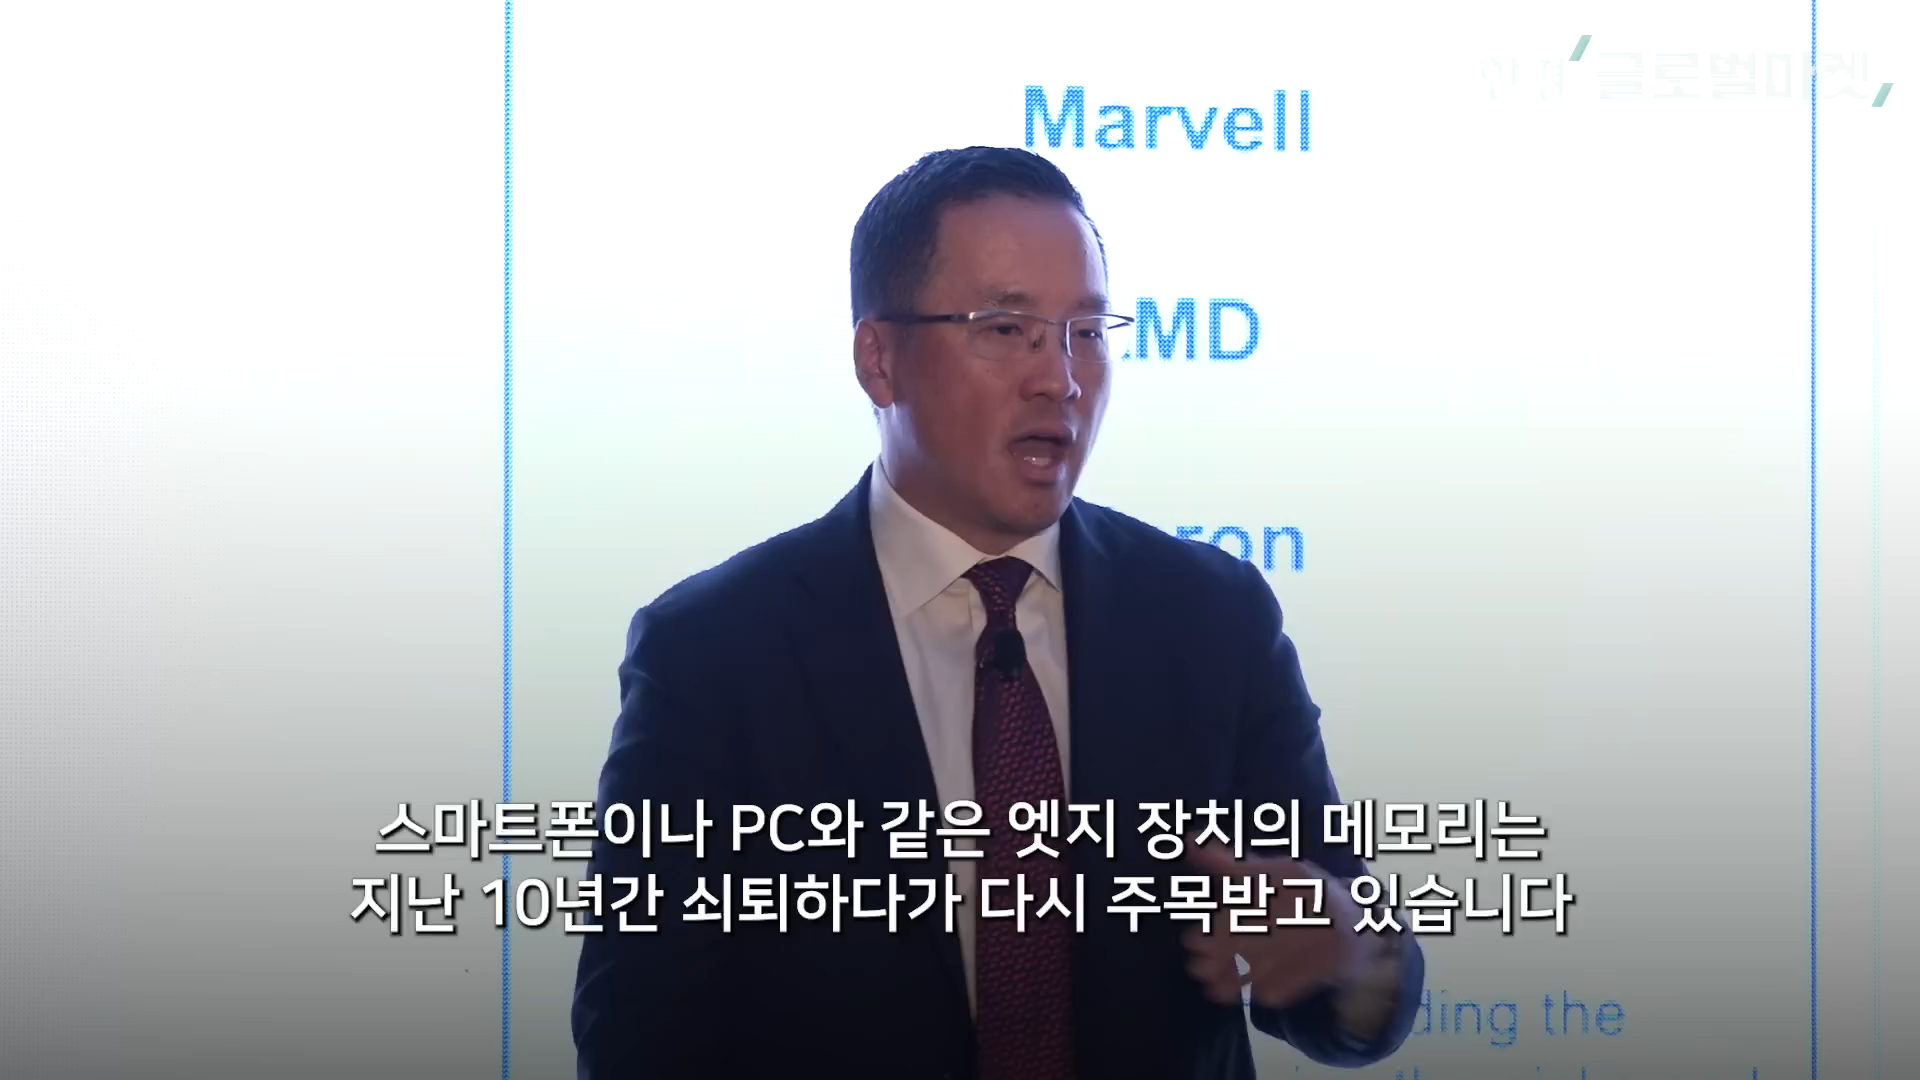 글로벌마켓
Marvell
MD
ron
스마트폰이나 PC와 같은 엣지 장치의 메모리는
지난 10년간 쇠퇴하다가 다시 주목받고 있습니다
ding the